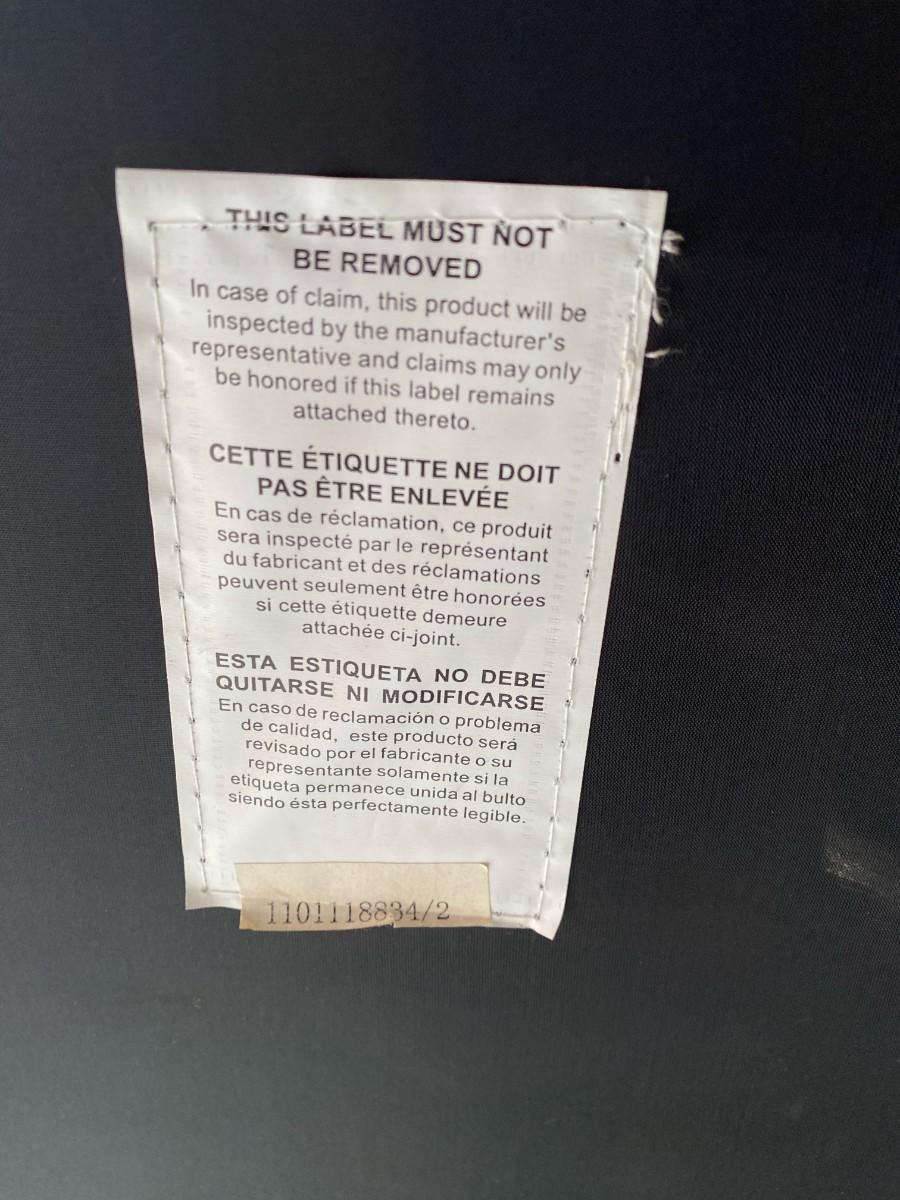 THIS LABEL MUST NOT
BE REMOVED
In case of claim, this product will be
inspected by the manufacturer's
representative and claims may only
be honored if this label remains
attached thereto.
CETTE ÉTIQUETTE NE DOIT
PAS ÊTRE ENLEVÉE
En cas de réclamation, ce produit
sera inspecté par le représentant
du fabricant et des réclamations
peuvent seulement être honorées
si cette étiquette demeure
attachée ci-joint.
ESTA ESTIQUETA NO DEBE
QUITARSE NI MODIFICARSE
En caso de reclamación o problema
de calidad, este producto será
revisado por el fabricante o su
representante solamente si la
etiqueta permanece unida al bulto
siendo ésta perfectamente legible.
1101118834/2